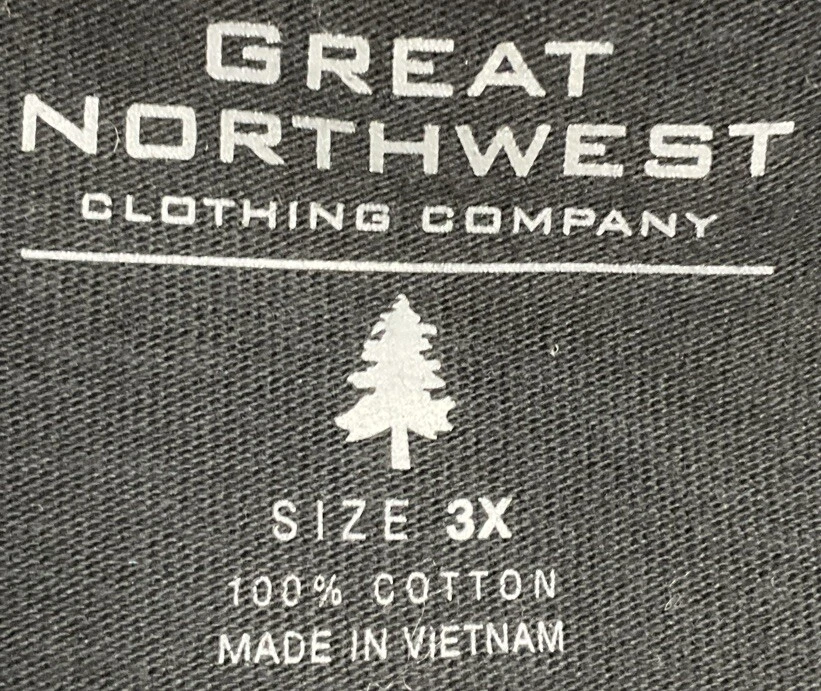 GREAT
NORTHWEST
CLOTHING COMPANY
SIZE 3X
100% COTTON
MADE IN VIETNAM